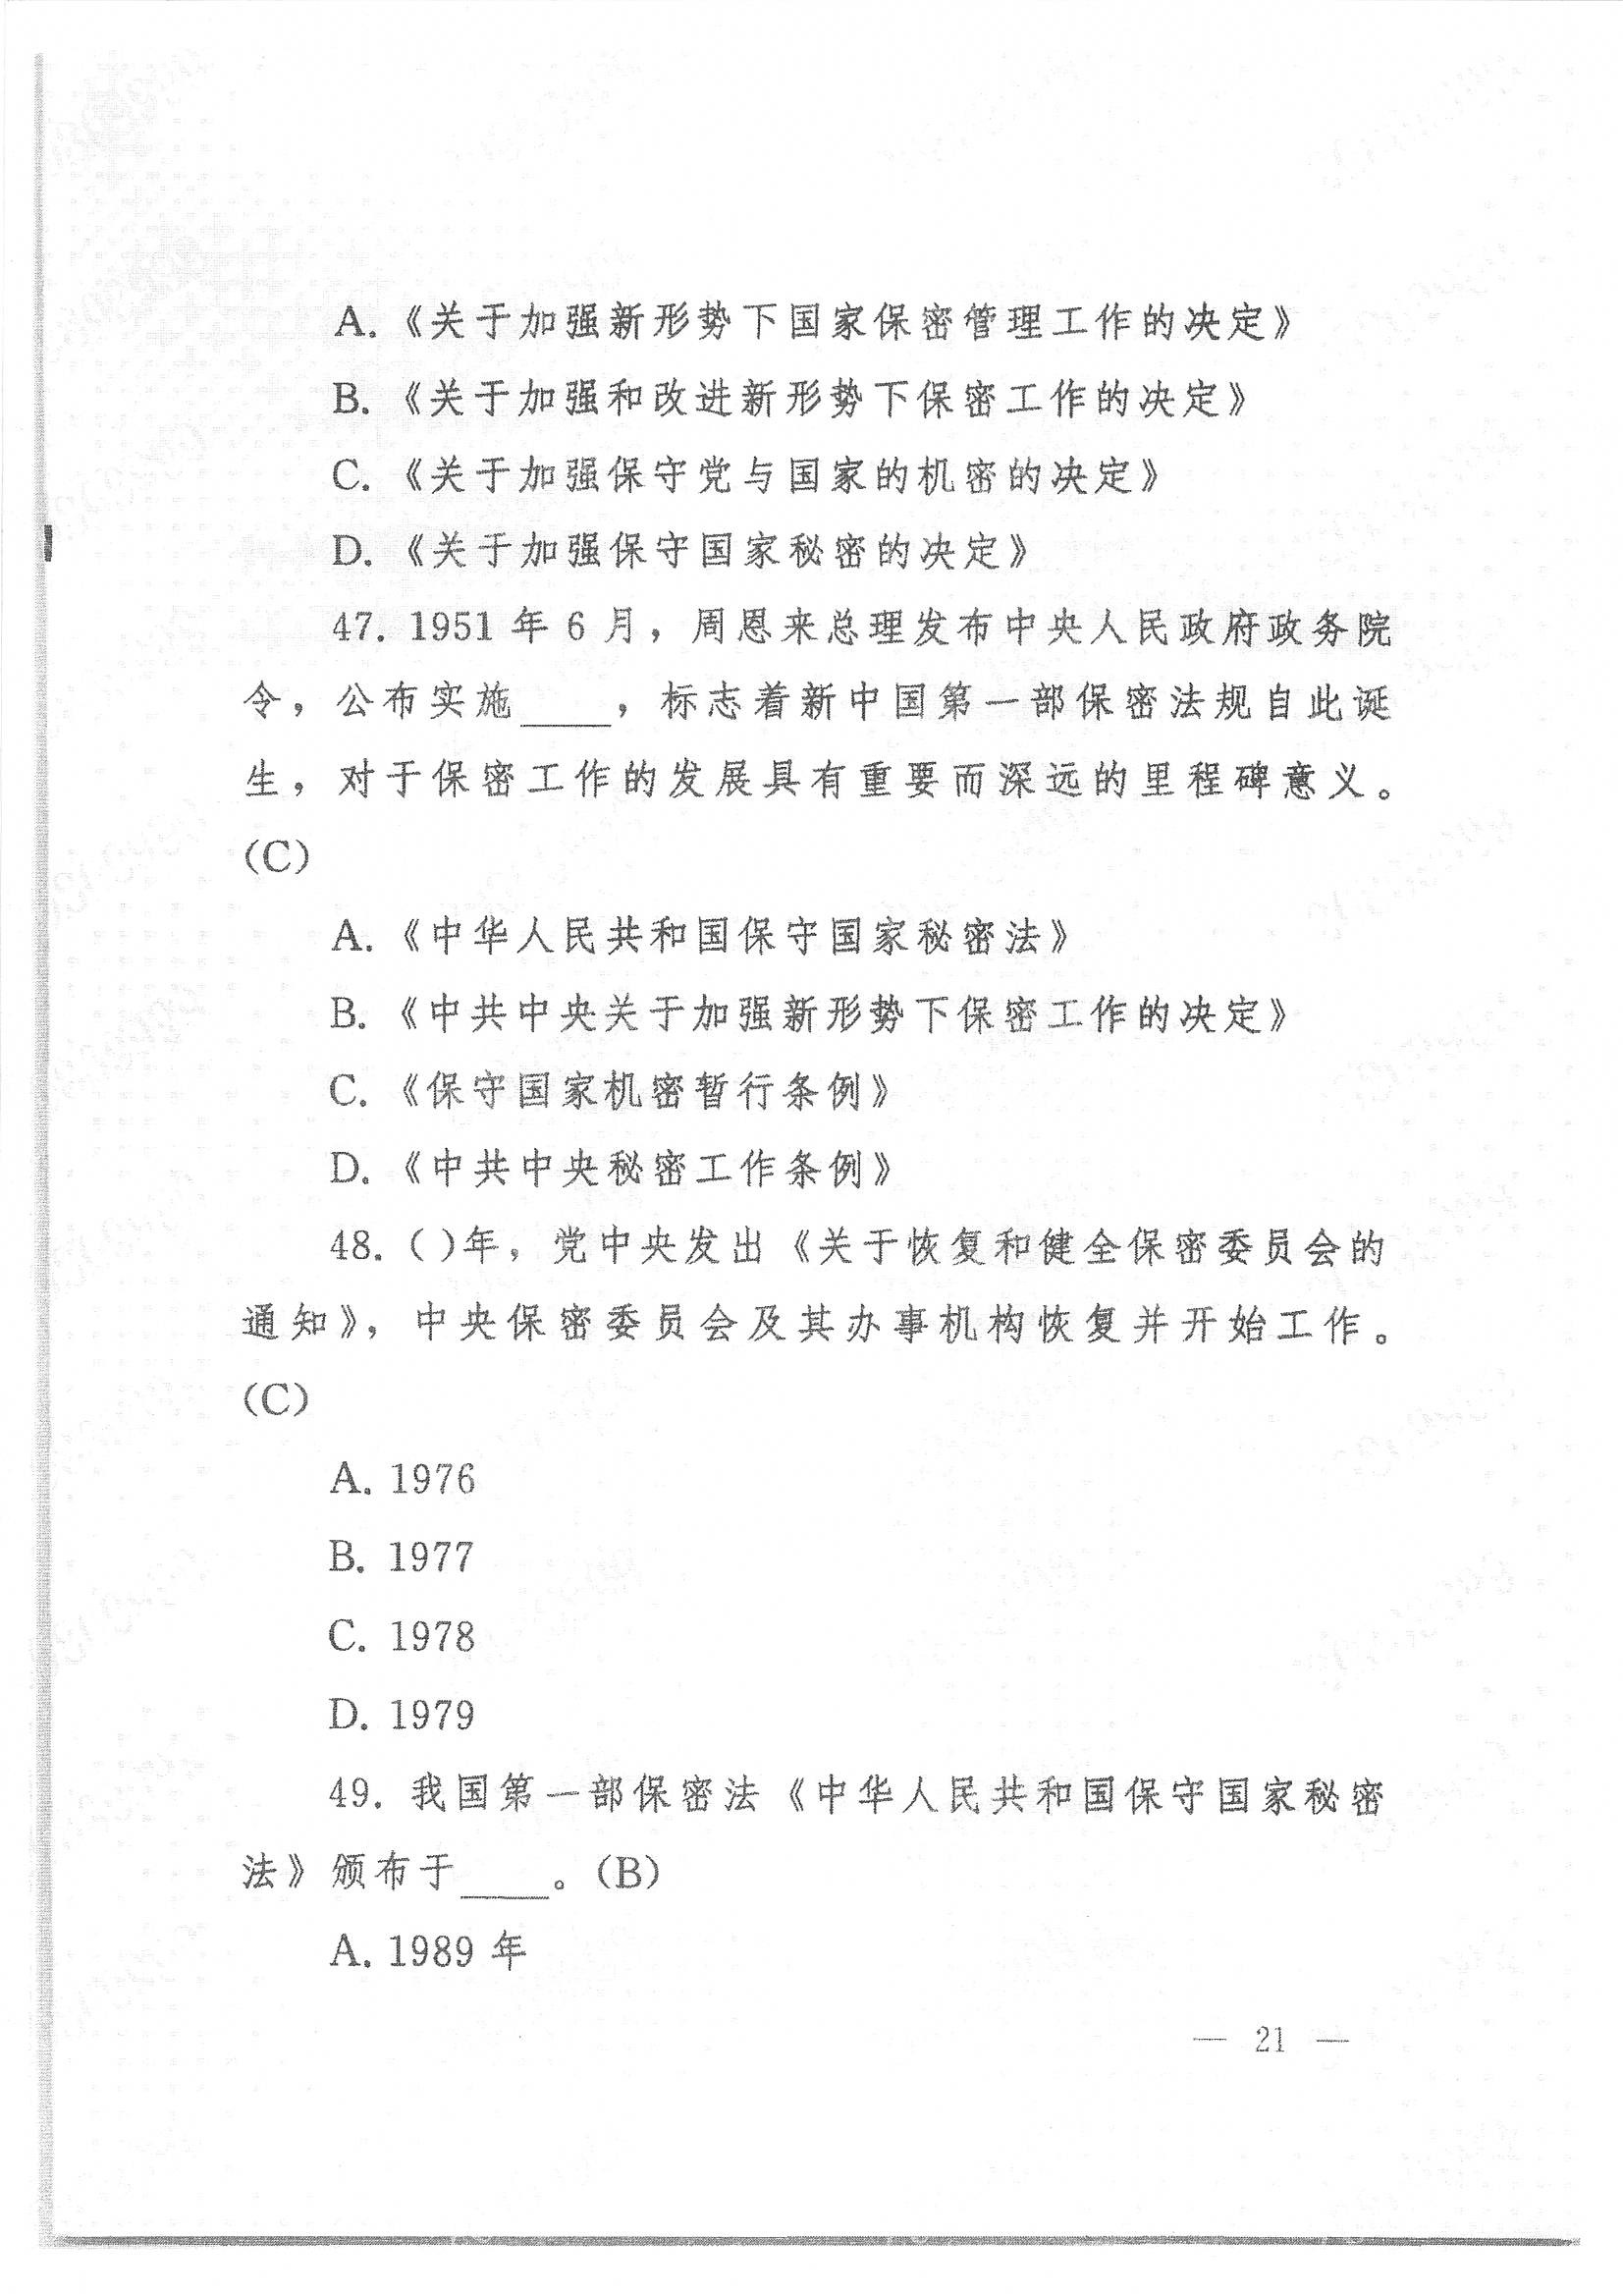 A.《关于加强新形势下国家保密管理工作的决定》
B.《关于加强和改进新形势下保密工作的决定》
C.《关于加强保守党与国家的机密的决定》
D.《关于加强保守国家秘密的决定》
47. 1951 年 6 月，周恩来总理发布中央人民政府政务院
令，公布实施____，标志着新中国第一部保密法规自此诞
生，对于保密工作的发展具有重要而深远的里程碑意义。
(C)
A.《中华人民共和国保守国家秘密法》
B.《中共中央关于加强新形势下保密工作的决定》
C.《保守国家机密暂行条例》
D.《中共中央秘密工作条例》
48. ( )年，党中央发出《关于恢复和健全保密委员会的
通知》，中央保密委员会及其办事机构恢复并开始工作。
(C)
A. 1976
B. 1977
C. 1978
D. 1979
49. 我国第一部保密法《中华人民共和国保守国家秘密
法》颁布于____。(B)
A. 1989 年
— 21 —